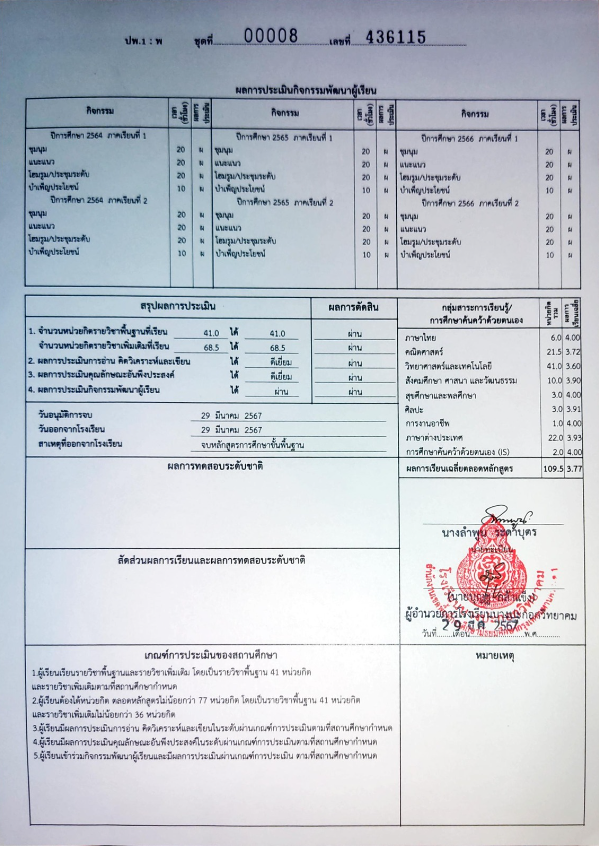 ปพ.1 : พ ชุดที่ 00008 เลขที่ 436115
ผลการประเมินกิจกรรมพัฒนาผู้เรียน
กิจกรรม เวลา (ชั่วโมง) ผลการประเมิน กิจกรรม เวลา (ชั่วโมง) ผลการประเมิน กิจกรรม เวลา (ชั่วโมง) ผลการประเมิน
ปีการศึกษา 2564 ภาคเรียนที่ 1 ปีการศึกษา 2565 ภาคเรียนที่ 1 ปีการศึกษา 2566 ภาคเรียนที่ 1
ชุมนุม 20 ผ ชุมนุม 20 ผ ชุมนุม 20 ผ
แนะแนว 20 ผ แนะแนว 20 ผ แนะแนว 20 ผ
โฮมรูม/ประชุมระดับ 20 ผ โฮมรูม/ประชุมระดับ 20 ผ โฮมรูม/ประชุมระดับ 20 ผ
บำเพ็ญประโยชน์ 10 ผ บำเพ็ญประโยชน์ 10 ผ บำเพ็ญประโยชน์ 10 ผ
ปีการศึกษา 2564 ภาคเรียนที่ 2 ปีการศึกษา 2565 ภาคเรียนที่ 2 ปีการศึกษา 2566 ภาคเรียนที่ 2
ชุมนุม 20 ผ ชุมนุม 20 ผ ชุมนุม 20 ผ
แนะแนว 20 ผ แนะแนว 20 ผ แนะแนว 20 ผ
โฮมรูม/ประชุมระดับ 20 ผ โฮมรูม/ประชุมระดับ 20 ผ โฮมรูม/ประชุมระดับ 20 ผ
บำเพ็ญประโยชน์ 10 ผ บำเพ็ญประโยชน์ 10 ผ บำเพ็ญประโยชน์ 10 ผ
สรุปผลการประเมิน ผลการตัดสิน
1. จำนวนหน่วยกิตรายวิชาพื้นฐานที่เรียน 41.0 ได้ 41.0 ผ่าน
จำนวนหน่วยกิตรายวิชาเพิ่มเติมที่เรียน 68.5 ได้ 68.5 ผ่าน
2. ผลการประเมินการอ่าน คิดวิเคราะห์และเขียน ได้ ดีเยี่ยม ผ่าน
3. ผลการประเมินคุณลักษณะอันพึงประสงค์ ได้ ดีเยี่ยม ผ่าน
4. ผลการประเมินกิจกรรมพัฒนาผู้เรียน ได้ ผ่าน ผ่าน
วันอนุมัติการจบ 29 มีนาคม 2567
วันออกจากโรงเรียน 29 มีนาคม 2567
สาเหตุที่ออกจากโรงเรียน จบหลักสูตรการศึกษาขั้นพื้นฐาน
กลุ่มสาระการเรียนรู้/ หน่วยกิตรวม ผลการเรียนเฉลี่ย
การศึกษาค้นคว้าด้วยตนเอง
ภาษาไทย 6.0 4.00
คณิตศาสตร์ 21.5 3.72
วิทยาศาสตร์และเทคโนโลยี 41.0 3.60
สังคมศึกษา ศาสนา และวัฒนธรรม 10.0 3.90
สุขศึกษาและพลศึกษา 3.0 4.00
ศิลปะ 3.0 3.91
การงานอาชีพ 1.0 4.00
ภาษาต่างประเทศ 22.0 3.93
การศึกษาค้นคว้าด้วยตนเอง (IS) 2.0 4.00
ผลการเรียนเฉลี่ยตลอดหลักสูตร 109.5 3.77
ผลการทดสอบระดับชาติ
สัดส่วนผลการเรียนและผลการทดสอบระดับชาติ
นางลำพูน ระดาบุตร
นายทะเบียน
ผู้อำนวยการโรงเรียนบางปะกอกวิทยาคม
29 มี.ค. 2567
วันที่ เดือน พ.ศ.
เกณฑ์การประเมินของสถานศึกษา
1.ผู้เรียนเรียนรายวิชาพื้นฐานและรายวิชาเพิ่มเติม โดยเป็นรายวิชาพื้นฐาน 41 หน่วยกิต
และรายวิชาเพิ่มเติมตามที่สถานศึกษากำหนด
2.ผู้เรียนต้องได้หน่วยกิต ตลอดหลักสูตรไม่น้อยกว่า 77 หน่วยกิต โดยเป็นรายวิชาพื้นฐาน 41 หน่วยกิต
และรายวิชาเพิ่มเติมไม่น้อยกว่า 36 หน่วยกิต
3.ผู้เรียนมีผลการประเมินการอ่าน คิดวิเคราะห์และเขียนในระดับผ่านเกณฑ์การประเมินตามที่สถานศึกษากำหนด
4.ผู้เรียนมีผลการประเมินคุณลักษณะอันพึงประสงค์ในระดับผ่านเกณฑ์การประเมินตามที่สถานศึกษากำหนด
5.ผู้เรียนเข้าร่วมกิจกรรมพัฒนาผู้เรียนและมีผลการประเมินผ่านเกณฑ์การประเมิน ตามที่สถานศึกษากำหนด
หมายเหตุ